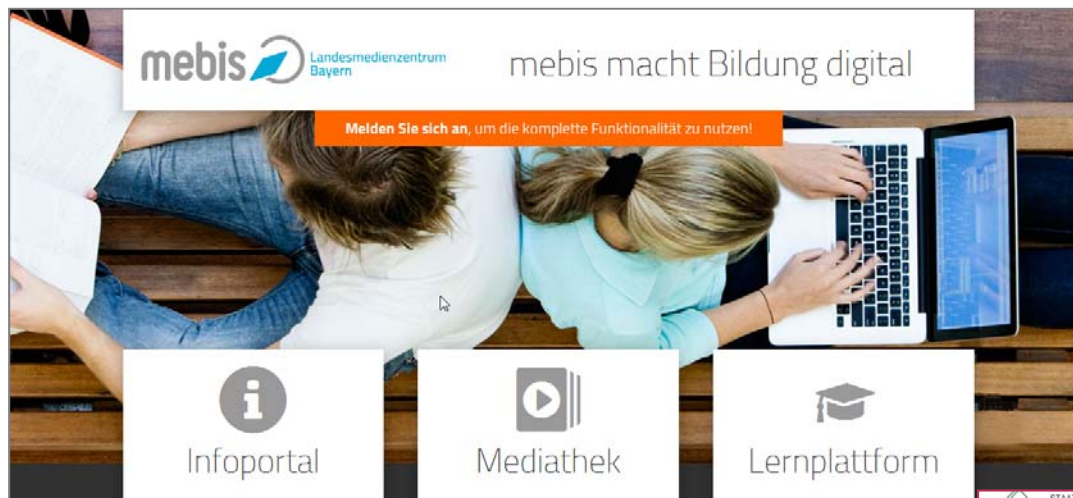 mebis
Landesmedienzentrum
Bayern
mebis macht Bildung digital
Melden Sie sich an, um die komplette Funktionalität zu nutzen!
Infoportal
Mediathek
Lernplattform